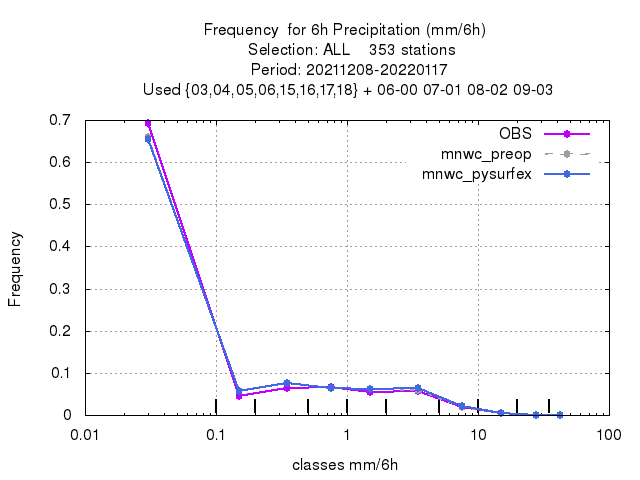 Frequency  for 6h Precipitation (mm/6h)
Selection: ALL    353 stations
Period: 20211208-20220117
Used {03,04,05,06,15,16,17,18} + 06-00 07-01 08-02 09-03
OBS
mnwc_preop
mnwc_pysurfex
0.7
0.6
0.5
0.4
0.3
0.2
0.1
0
Frequency
0.01 0.1 1 10 100
classes mm/6h